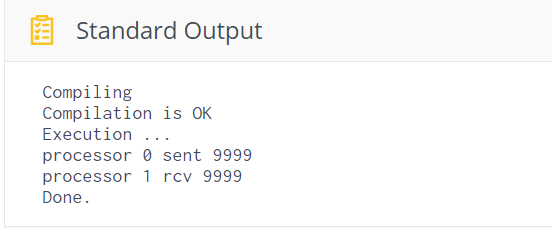 Standard Output
Compiling
Compilation is OK
Execution ...
processor 0 sent 9999
processor 1 rcv 9999
Done.